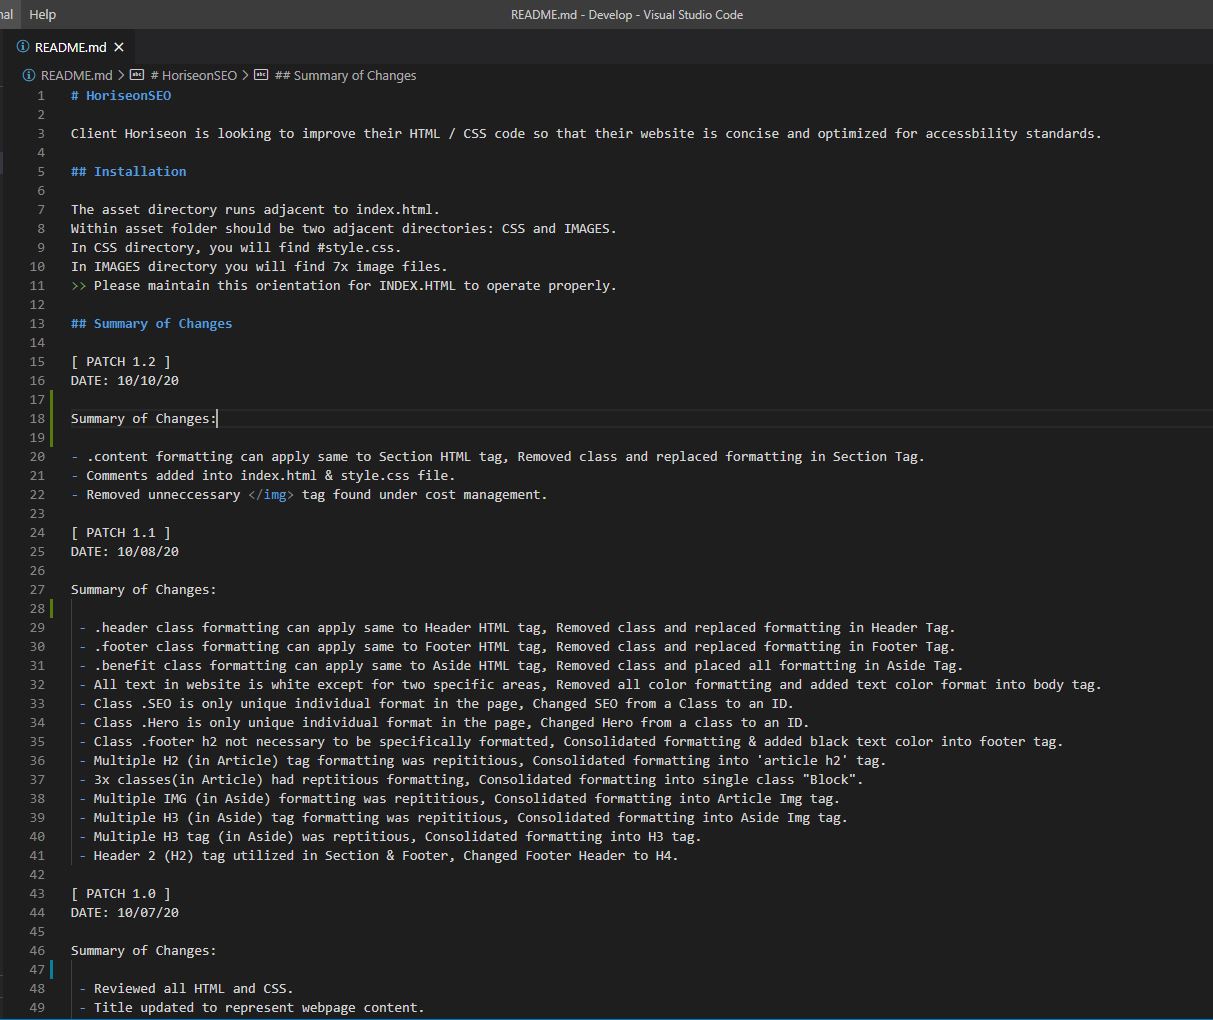 nal Help README.md - Develop - Visual Studio Code
README.md
README.md > # HoriseonSEO > ## Summary of Changes
1 # HoriseonSEO
2
3 Client Horiseon is looking to improve their HTML / CSS code so that their website is concise and optimized for accessbility standards.
4
5 ## Installation
6
7 The asset directory runs adjacent to index.html.
8 Within asset folder should be two adjacent directories: CSS and IMAGES.
9 In CSS directory, you will find #style.css.
10 In IMAGES directory you will find 7x image files.
11 >> Please maintain this orientation for INDEX.HTML to operate properly.
12
13 ## Summary of Changes
14
15 [ PATCH 1.2 ]
16 DATE: 10/10/20
17
18 Summary of Changes:
19
20 - .content formatting can apply same to Section HTML tag, Removed class and replaced formatting in Section Tag.
21 - Comments added into index.html & style.css file.
22 - Removed unneccessary </img> tag found under cost management.
23
24 [ PATCH 1.1 ]
25 DATE: 10/08/20
26
27 Summary of Changes:
28
29 - .header class formatting can apply same to Header HTML tag, Removed class and replaced formatting in Header Tag.
30 - .footer class formatting can apply same to Footer HTML tag, Removed class and replaced formatting in Footer Tag.
31 - .benefit class formatting can apply same to Aside HTML tag, Removed class and placed all formatting in Aside Tag.
32 - All text in website is white except for two specific areas, Removed all color formatting and added text color format into body tag.
33 - Class .SEO is only unique individual format in the page, Changed SEO from a Class to an ID.
34 - Class .Hero is only unique individual format in the page, Changed Hero from a class to an ID.
35 - Class .footer h2 not necessary to be specifically formatted, Consolidated formatting & added black text color into footer tag.
36 - Multiple H2 (in Article) tag formatting was repititious, Consolidated formatting into 'article h2' tag.
37 - 3x classes(in Article) had reptitious formatting, Consolidated formatting into single class "Block".
38 - Multiple IMG (in Aside) formatting was repititious, Consolidated formatting into Article Img tag.
39 - Multiple H3 (in Aside) tag formatting was repititious, Consolidated formatting into Aside Img tag.
40 - Multiple H3 tag (in Aside) was reptitious, Consolidated formatting into H3 tag.
41 - Header 2 (H2) tag utilized in Section & Footer, Changed Footer Header to H4.
42
43 [ PATCH 1.0 ]
44 DATE: 10/07/20
45
46 Summary of Changes:
47
48 - Reviewed all HTML and CSS.
49 - Title updated to represent webpage content.